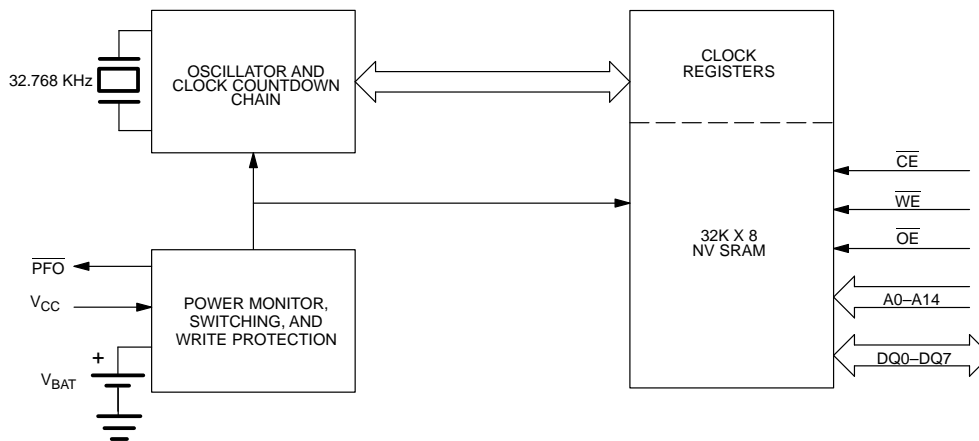 32.768 KHz
OSCILLATOR AND
CLOCK COUNTDOWN
CHAIN
CLOCK
REGISTERS
CE
WE
OE
32K X 8
NV SRAM
A0–A14
DQ0–DQ7
PFO
VCC
POWER MONITOR,
SWITCHING, AND
WRITE PROTECTION
+
VBAT